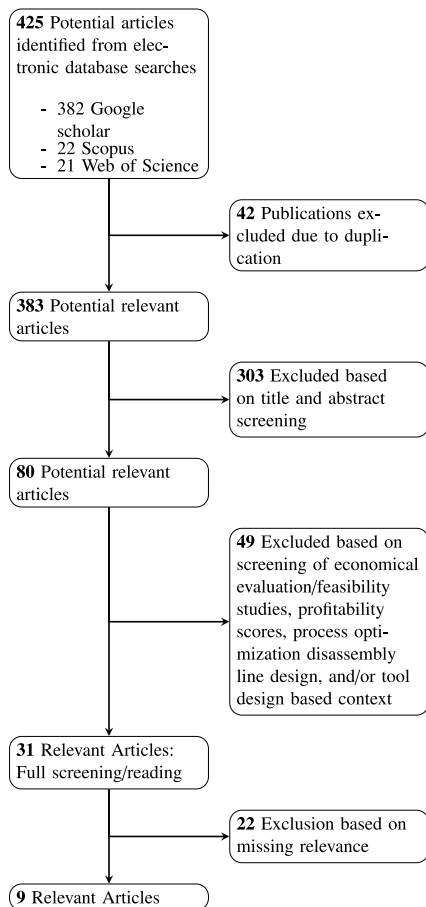 425 Potential articles
identified from elec-
tronic database searches
- 382 Google
scholar
- 22 Scopus
- 21 Web of Science
42 Publications ex-
cluded due to dupli-
cation
383 Potential relevant
articles
303 Excluded based
on title and abstract
screening
80 Potential relevant
articles
49 Excluded based on
screening of economical
evaluation/feasibility
studies, profitability
scores, process opti-
mization disassembly
line design, and/or tool
design based context
31 Relevant Articles:
Full screening/reading
22 Exclusion based on
missing relevance
9 Relevant Articles